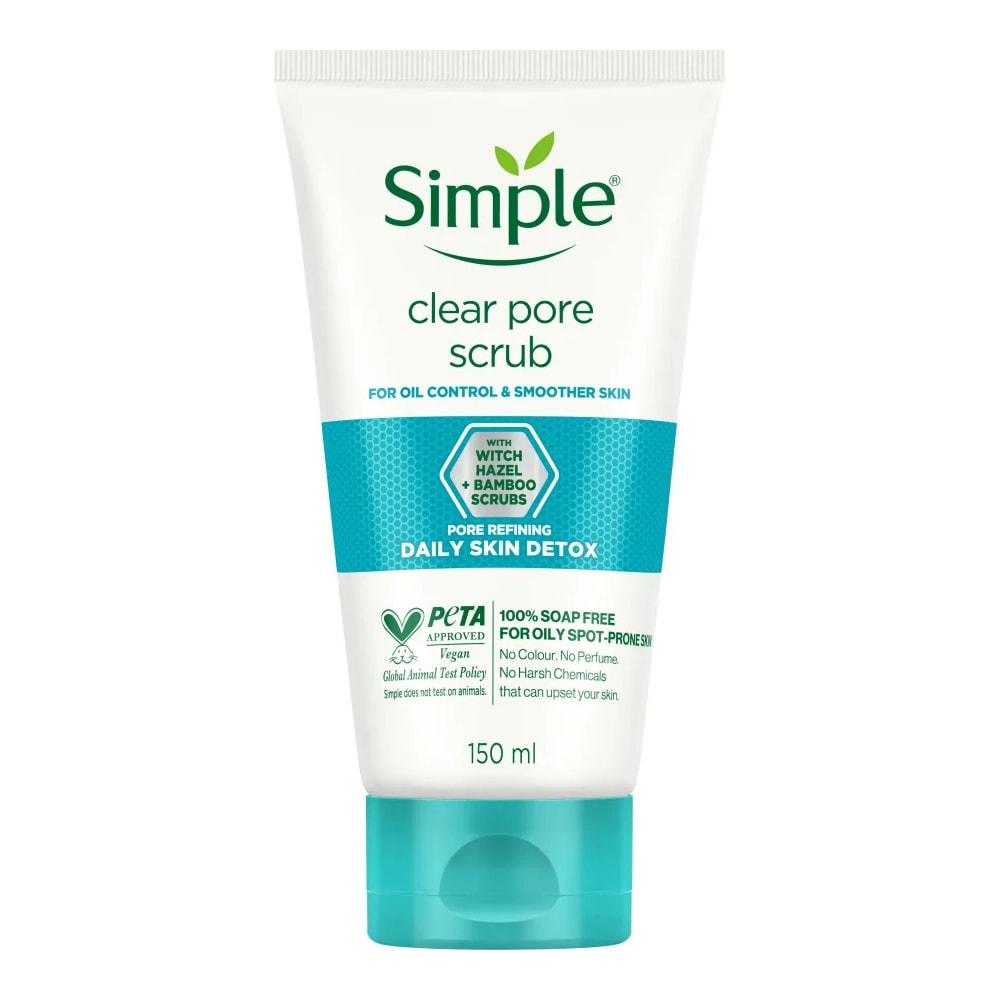 Simple®
clear pore
scrub
FOR OIL CONTROL & SMOOTHER SKIN
WITH
WITCH
HAZEL
+ BAMBOO
SCRUBS
PORE REFINING
DAILY SKIN DETOX
PeTA
APPROVED
Vegan
Global Animal Test Policy
Simple does not test on animals.
100% SOAP FREE
FOR OILY SPOT-PRONE SKIN
No Colour. No Perfume.
No Harsh Chemicals
that can upset your skin.
150 ml